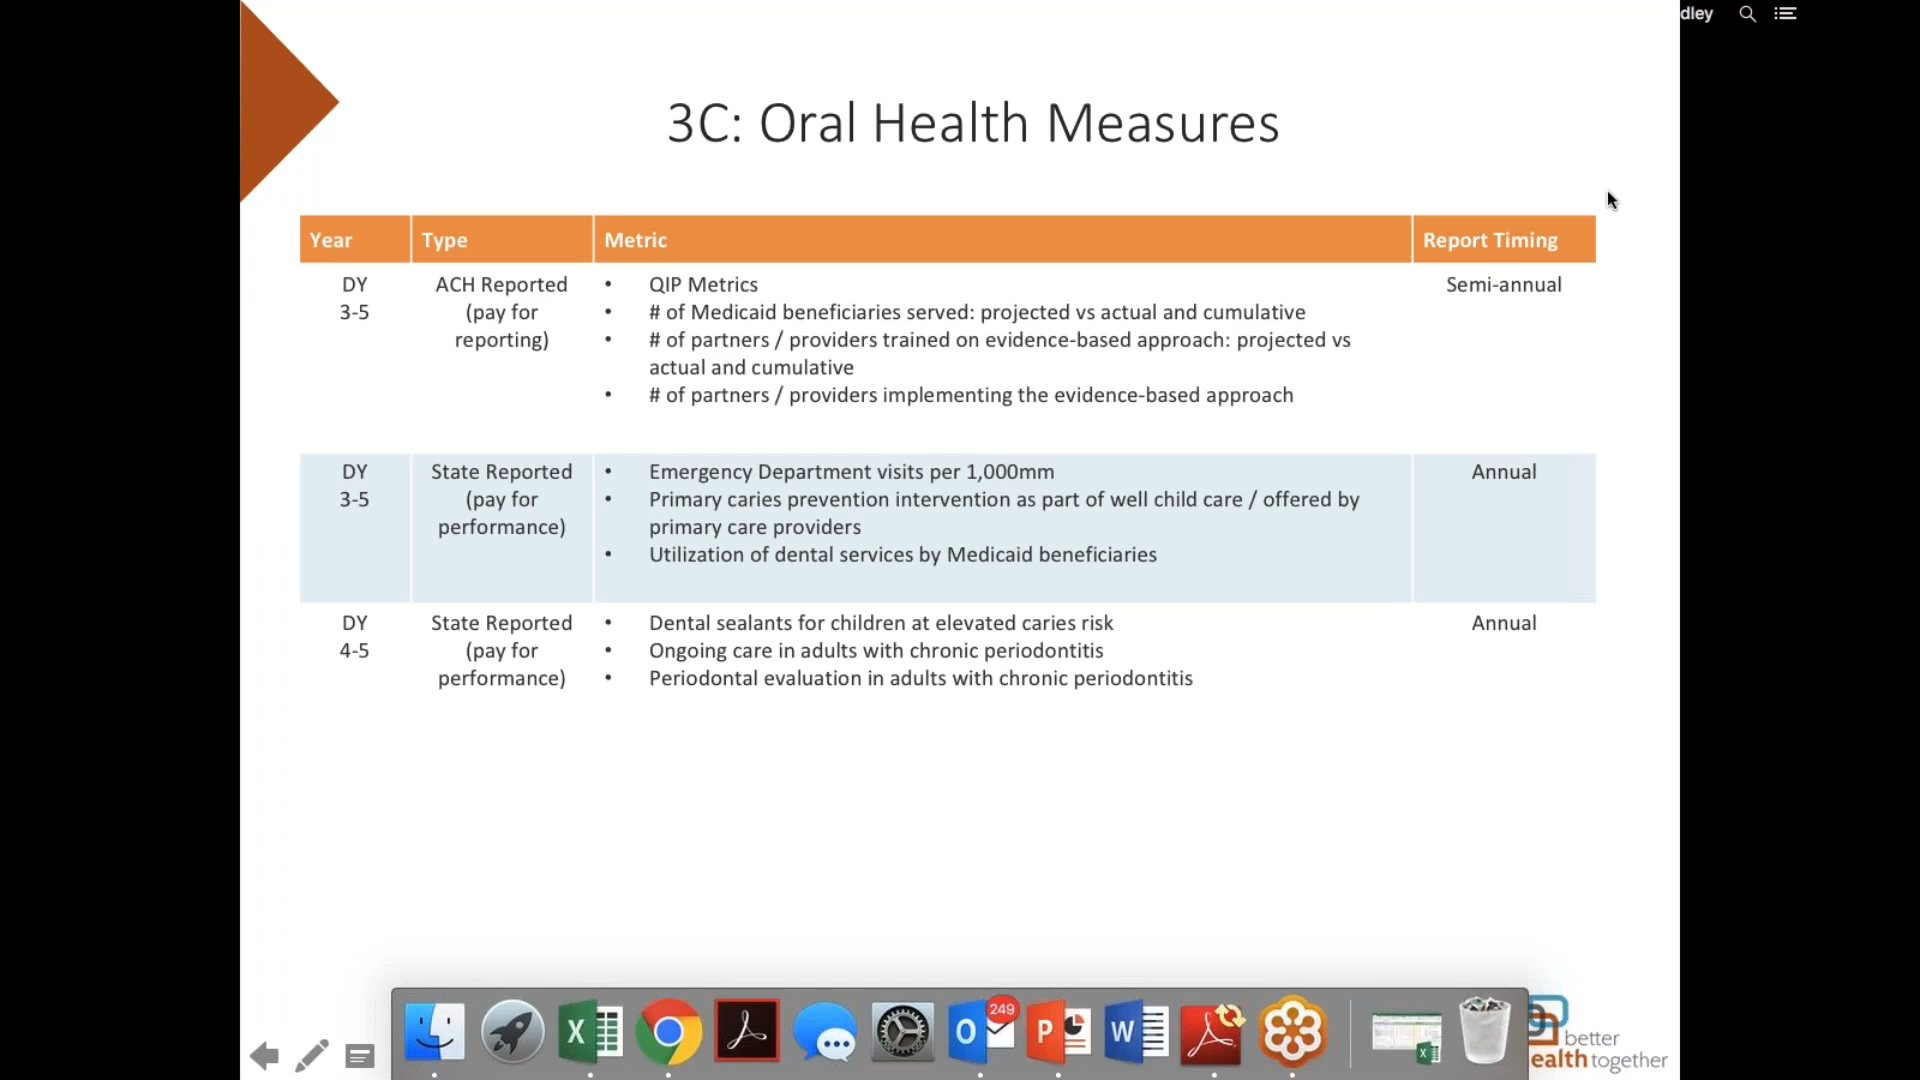 dley
3C: Oral Health Measures
Year Type Metric Report Timing
DY
3-5
ACH Reported
(pay for
reporting)
• QIP Metrics
• # of Medicaid beneficiaries served: projected vs actual and cumulative
• # of partners / providers trained on evidence-based approach: projected vs
actual and cumulative
• # of partners / providers implementing the evidence-based approach
Semi-annual
DY
3-5
State Reported
(pay for
performance)
• Emergency Department visits per 1,000mm
• Primary caries prevention intervention as part of well child care / offered by
primary care providers
• Utilization of dental services by Medicaid beneficiaries
Annual
DY
4-5
State Reported
(pay for
performance)
• Dental sealants for children at elevated caries risk
• Ongoing care in adults with chronic periodontitis
• Periodontal evaluation in adults with chronic periodontitis
Annual
X
O
249
P
W
X
better
ealth together